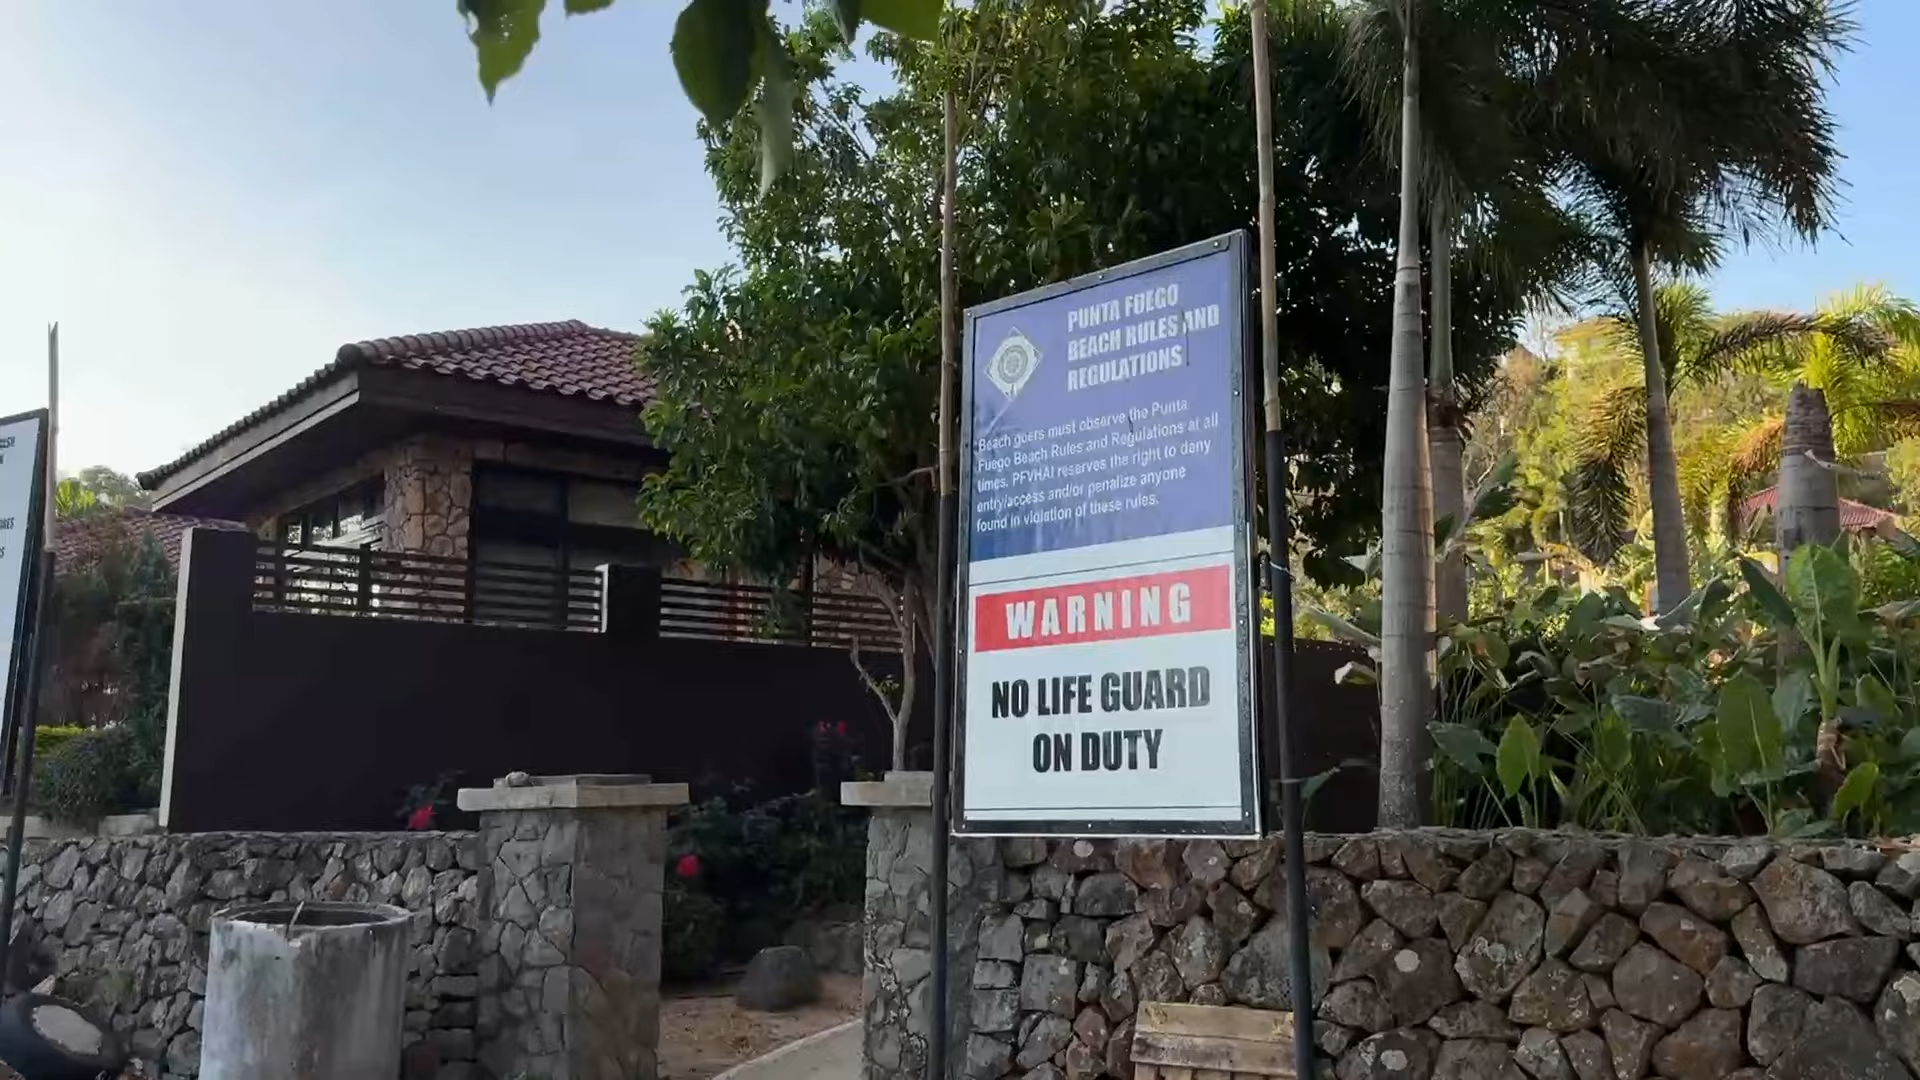 PUNTA FUEGO
BEACH RULES AND
REGULATIONS
Beach goers must observe the Punta
Fuego Beach Rules and Regulations at all
times. PFVHAI reserves the right to deny
entry/access and/or penalize anyone
found in violation of these rules.
WARNING
NO LIFE GUARD
ON DUTY